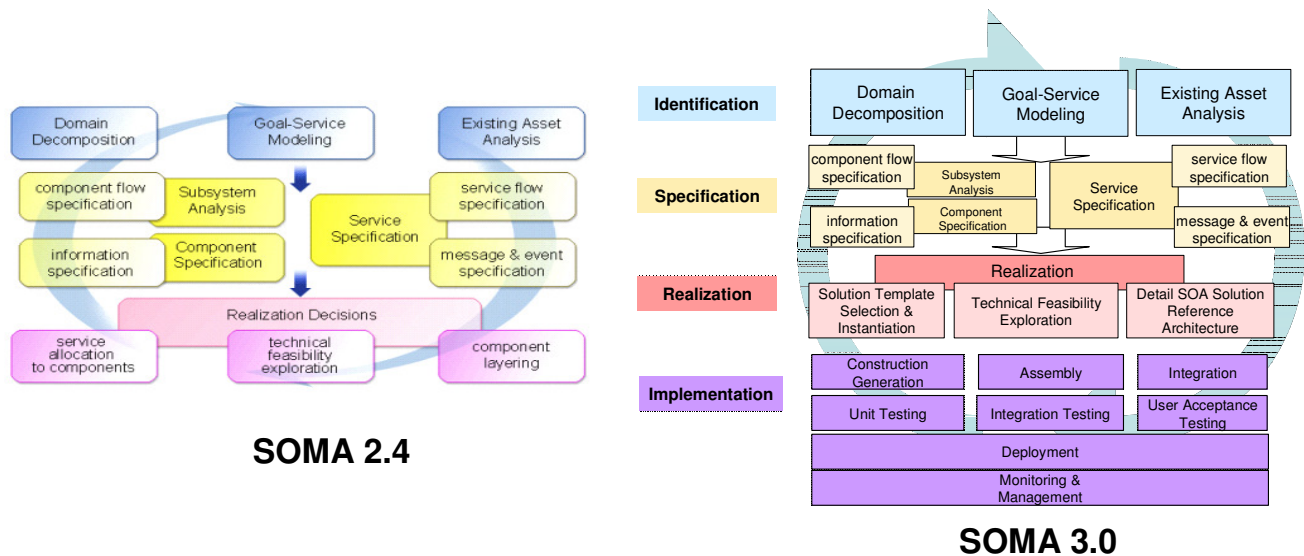 Domain
Decomposition
Goal-Service
Modeling
Existing Asset
Analysis
component flow
specification
Subsystem
Analysis
Service
Specification
service flow
specification
information
specification
Component
Specification
message & event
specification
Realization Decisions
service
allocation
to components
technical
feasibility
exploration
component
layering
SOMA 2.4
Identification
Domain
Decomposition
Goal-Service
Modeling
Existing Asset
Analysis
Specification
component flow
specification
Subsystem
Analysis
Service
Specification
service flow
specification
information
specification
Component
Specification
message & event
specification
Realization
Realization
Solution Template
Selection &
Instantiation
Technical Feasibility
Exploration
Detail SOA Solution
Reference
Architecture
Implementation
Construction
Generation
Assembly
Integration
Unit Testing
Integration Testing
User Acceptance
Testing
Deployment
Monitoring &
Management
SOMA 3.0